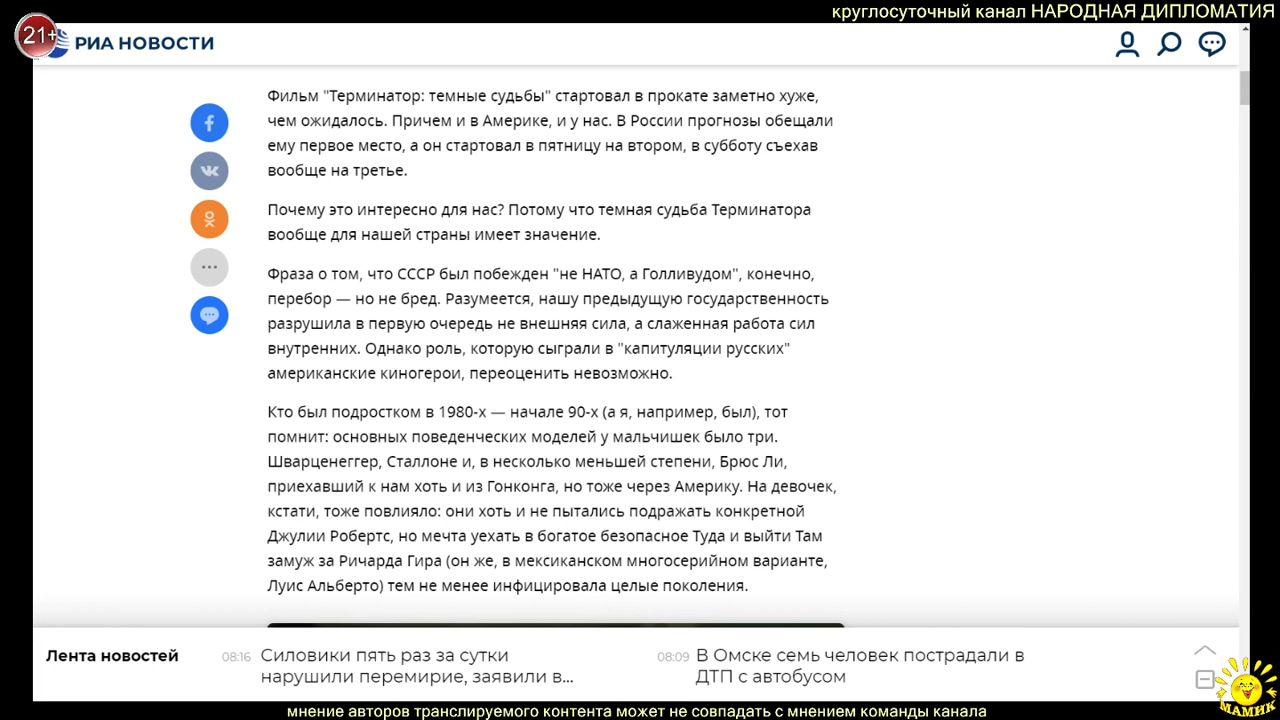 круглосуточный канал НАРОДНАЯ ДИПЛОМАТИЯ
21+
РИА НОВОСТИ
Фильм "Терминатор: темные судьбы" стартовал в прокате заметно хуже,
чем ожидалось. Причем и в Америке, и у нас. В России прогнозы обещали
ему первое место, а он стартовал в пятницу на втором, в субботу съехав
вообще на третье.
Почему это интересно для нас? Потому что темная судьба Терминатора
вообще для нашей страны имеет значение.
Фраза о том, что СССР был побежден "не НАТО, а Голливудом", конечно,
перебор — но не бред. Разумеется, нашу предыдущую государственность
разрушила в первую очередь не внешняя сила, а слаженная работа сил
внутренних. Однако роль, которую сыграли в "капитуляции русских"
американские киногерои, переоценить невозможно.
Кто был подростком в 1980-х — начале 90-х (а я, например, был), тот
помнит: основных поведенческих моделей у мальчишек было три.
Шварценеггер, Сталлоне и, в несколько меньшей степени, Брюс Ли,
приехавший к нам хоть и из Гонконга, но тоже через Америку. На девочек,
кстати, тоже повлияло: они хоть и не пытались подражать конкретной
Джулии Робертс, но мечта уехать в богатое безопасное Туда и выйти Там
замуж за Ричарда Гира (он же, в мексиканском многосерийном варианте,
Луис Альберто) тем не менее инфицировала целые поколения.
Лента новостей
08:16 Силовики пять раз за сутки
нарушили перемирие, заявили в...
08:09 В Омске семь человек пострадали в
ДТП с автобусом
МАМИК
мнение авторов транслируемого контента может не совпадать с мнением команды канала